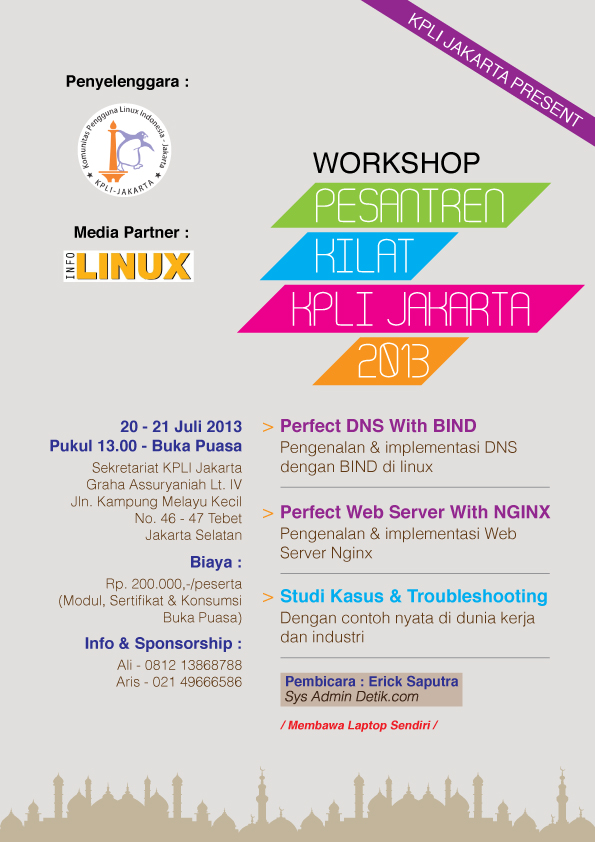 KPLI JAKARTA PRESENT
Penyelenggara :
Komunitas Pengguna Linux Indonesia - Jakarta
KPLI-JAKARTA
Media Partner :
INFO LINUX
WORKSHOP
PESANTREN
KILAT
KPLI JAKARTA
2013
20 - 21 Juli 2013
Pukul 13.00 - Buka Puasa
Sekretariat KPLI Jakarta
Graha Assuryaniah Lt. IV
Jln. Kampung Melayu Kecil
No. 46 - 47 Tebet
Jakarta Selatan
Biaya :
Rp. 200.000,-/peserta
(Modul, Sertifikat & Konsumsi
Buka Puasa)
Info & Sponsorship :
Ali - 0812 13868788
Aris - 021 49666586
> Perfect DNS With BIND
Pengenalan & implementasi DNS
dengan BIND di linux
> Perfect Web Server With NGINX
Pengenalan & implementasi Web
Server Nginx
> Studi Kasus & Troubleshooting
Dengan contoh nyata di dunia kerja
dan industri
Pembicara : Erick Saputra
Sys Admin Detik.com
/ Membawa Laptop Sendiri /